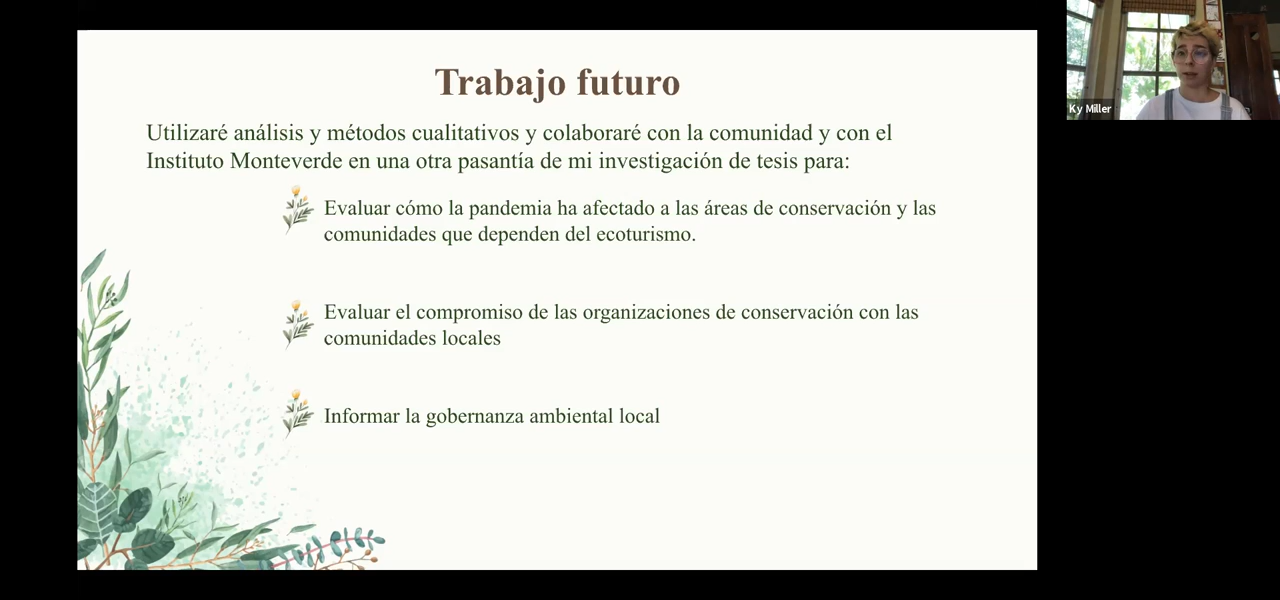 Trabajo futuro
Utilizaré análisis y métodos cualitativos y colaboraré con la comunidad y con el
Instituto Monteverde en una otra pasantía de mi investigación de tesis para:
Evaluar cómo la pandemia ha afectado a las áreas de conservación y las
comunidades que dependen del ecoturismo.
Evaluar el compromiso de las organizaciones de conservación con las
comunidades locales
Informar la gobernanza ambiental local
Ky Miller